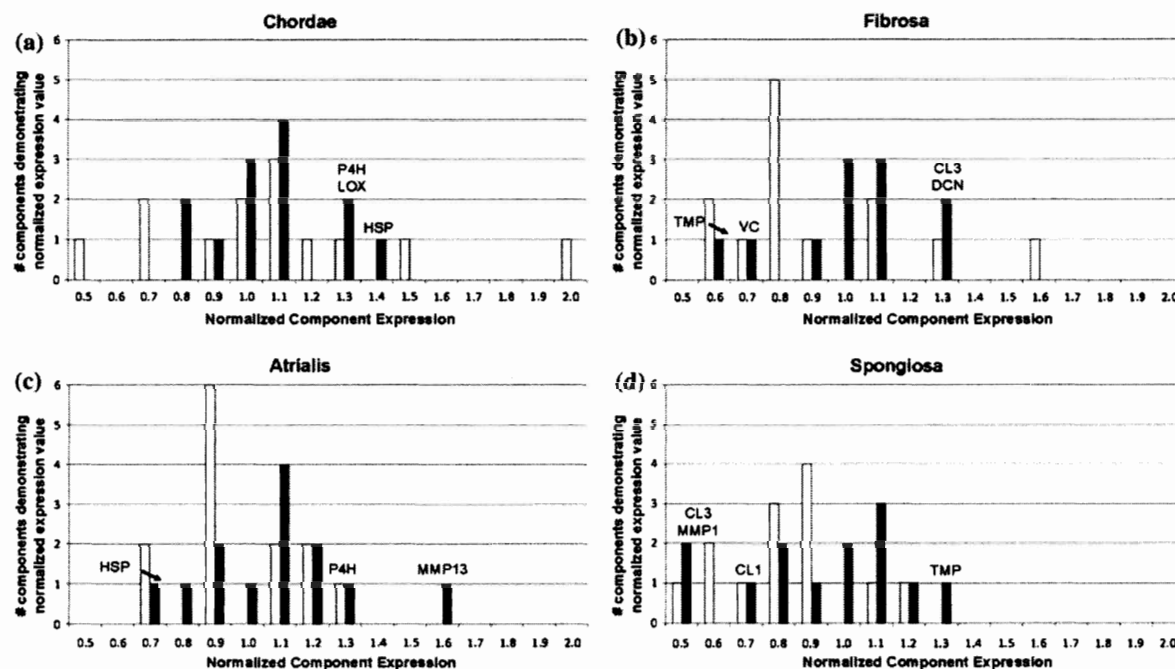 (a)
Chordae
# components demonstrating
normalized expression value
6
5
4
3
2
1
0
P4H
LOX
HSP
0.5 0.6 0.7 0.8 0.9 1.0 1.1 1.2 1.3 1.4 1.5 1.6 1.7 1.8 1.9 2.0
Normalized Component Expression
(b)
Fibrosa
# components demonstrating
normalized expression value
6
5
4
3
2
1
0
CL3
DCN
TMP
VC
0.5 0.6 0.7 0.8 0.9 1.0 1.1 1.2 1.3 1.4 1.5 1.6 1.7 1.8 1.9 2.0
Normalized Component Expression
(c)
Atrialis
# components demonstrating
normalized expression value
6
5
4
3
2
1
0
HSP
P4H
MMP13
0.5 0.6 0.7 0.8 0.9 1.0 1.1 1.2 1.3 1.4 1.5 1.6 1.7 1.8 1.9 2.0
Normalized Component Expression
(d)
Spongiosa
# components demonstrating
normalized expression value
6
5
4
3
2
1
0
CL3
MMP1
CL1
TMP
0.5 0.6 0.7 0.8 0.9 1.0 1.1 1.2 1.3 1.4 1.5 1.6 1.7 1.8 1.9 2.0
Normalized Component Expression